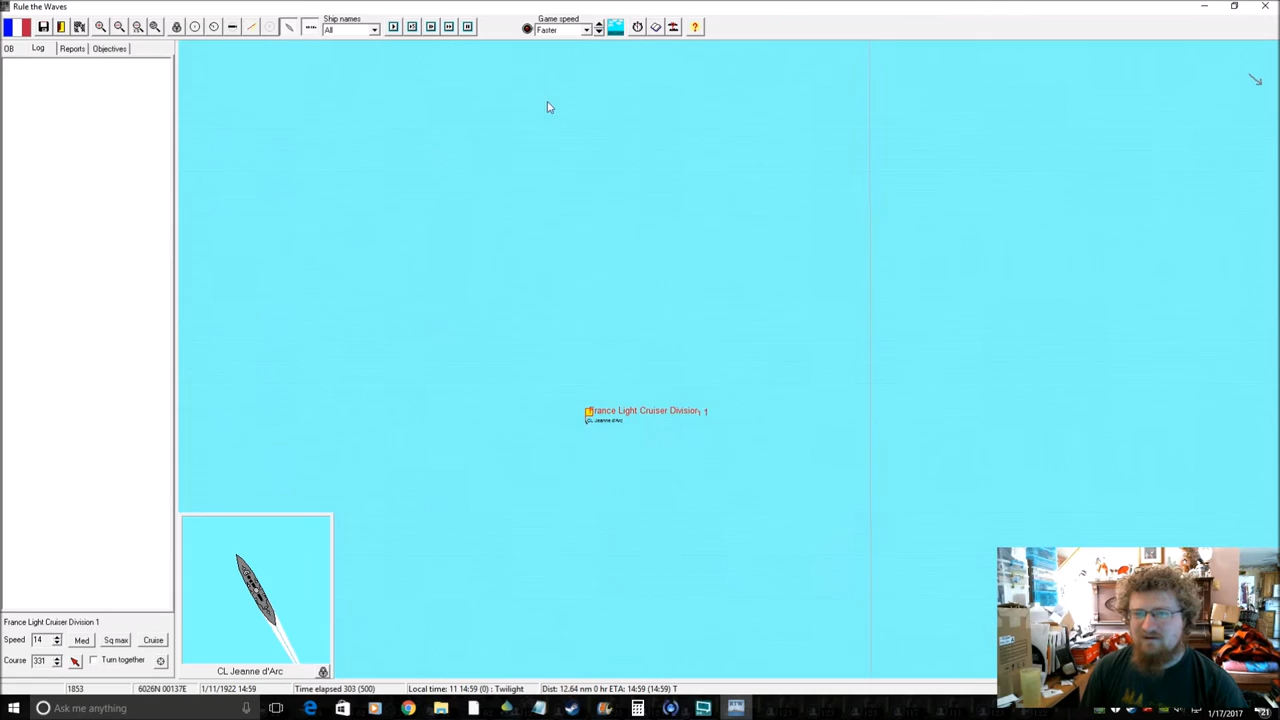 Rule the Waves
Ship names
All
Game speed
Faster
OB Log Reports Objectives
France Light Cruiser Division 1
CL Jeanne d'Arc
CL Jeanne d'Arc
France Light Cruiser Division 1
Speed 14 Med Sq max Cruise
Course 331 Turn together
1853 6026N 00137E 1/11/1922 14:59 Time elapsed 303 (500) Local time: 11 14:59 (0) : Twilight Dist: 12.64 nm 0 hr ETA: 14:59 (14:59) T
Ask me anything
1/17/2017